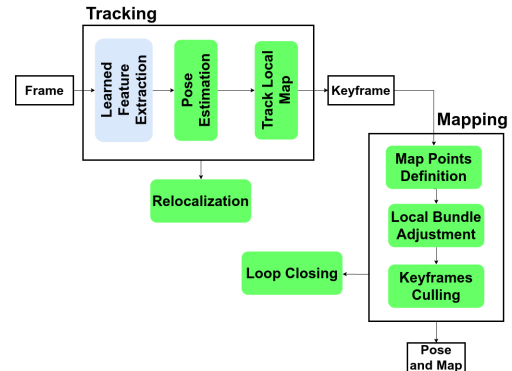 Tracking
Frame
Learned
Feature
Extraction
Pose
Estimation
Track Local
Map
Keyframe
Relocalization
Mapping
Map Points
Definition
Local Bundle
Adjustment
Keyframes
Culling
Loop Closing
Pose
and Map